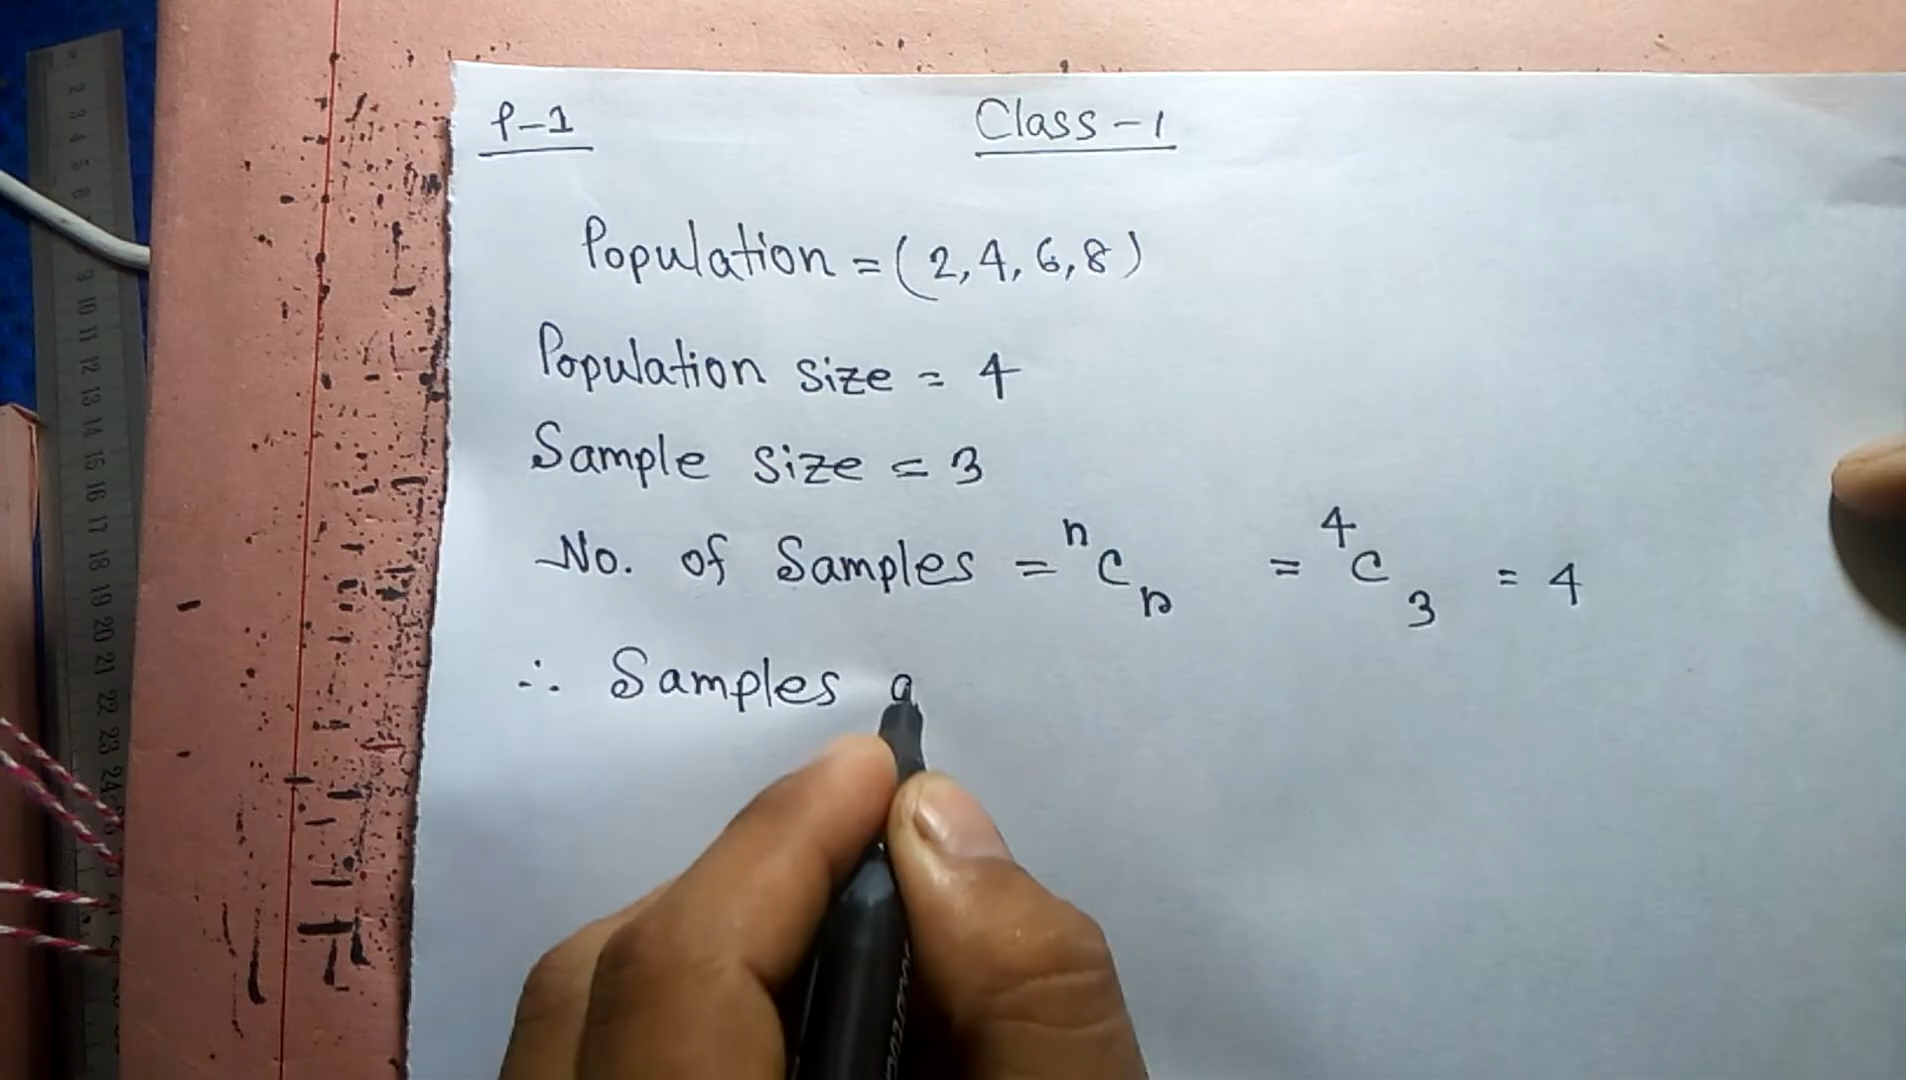 P-1
Class-1
Population = (2, 4, 6, 8)
Population size = 4
Sample size = 3
No. of Samples = ⁿCₙ = ⁴C₃ = 4
∴ Samples a